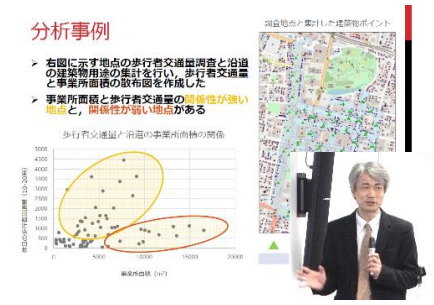 分析事例
調査地点と集計した建築物ポイント
➢ 右図に示す地点の歩行者交通量調査と沿道
の建築物用途の集計を行い，歩行者交通量
と事業所面積の散布図を作成した
➢ 事業所面積と歩行者交通量の関係性が強い
地点と，関係性が弱い地点がある
歩行者交通量と沿道の事業所面積の関係
5000
4500
4000
3500
3000
2500
2000
1500
1000
500
0
0 5000 10000 15000 20000
事業所面積（m²）